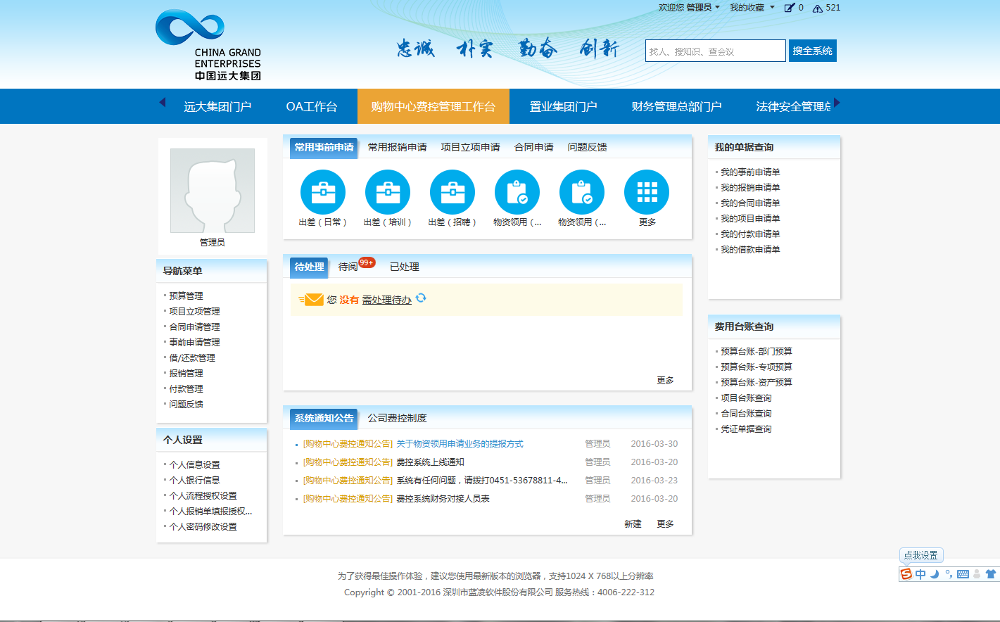 欢迎您 管理员 我的收藏 0 521
CHINA GRAND
ENTERPRISES
中国远大集团
忠诚 朴实 勤奋 创新
找人、搜知识、查会议 搜全系统
远大集团门户 OA工作台 购物中心费控管理工作台 置业集团门户 财务管理总部门户 法律安全管理总
管理员
导航菜单
预算管理
项目立项管理
合同申请管理
事前申请管理
借/还款管理
报销管理
付款管理
问题反馈
个人设置
个人信息设置
个人银行信息
个人流程授权设置
个人报销单填报授权...
个人密码修改设置
常用事前申请 常用报销申请 项目立项申请 合同申请 问题反馈
出差（日常） 出差（培训） 出差（招聘） 物资领用（... 物资领用（... 更多
待处理 待阅 99+ 已处理
您 没有 需处理待办
更多
系统通知公告 公司费控制度
[购物中心费控通知公告] 关于物资领用申请业务的提报方式 管理员 2016-03-30
[购物中心费控通知公告] 费控系统上线通知 管理员 2016-03-20
[购物中心费控通知公告] 系统有任何问题，请拨打0451-53678811-4... 管理员 2016-03-23
[购物中心费控通知公告] 费控系统财务对接人员表 管理员 2016-03-20
新建 更多
我的单据查询
我的事前申请单
我的报销申请单
我的合同申请单
我的项目申请单
我的付款申请单
我的借款申请单
费用台账查询
预算台账-部门预算
预算台账-专项预算
预算台账-资产预算
项目台账查询
合同台账查询
凭证单据查询
点我设置
中
为了获得最佳操作体验，建议您使用最新版本的浏览器，支持1024 X 768以上分辨率
Copyright © 2001-2016 深圳市蓝凌软件股份有限公司 服务热线：4006-222-312